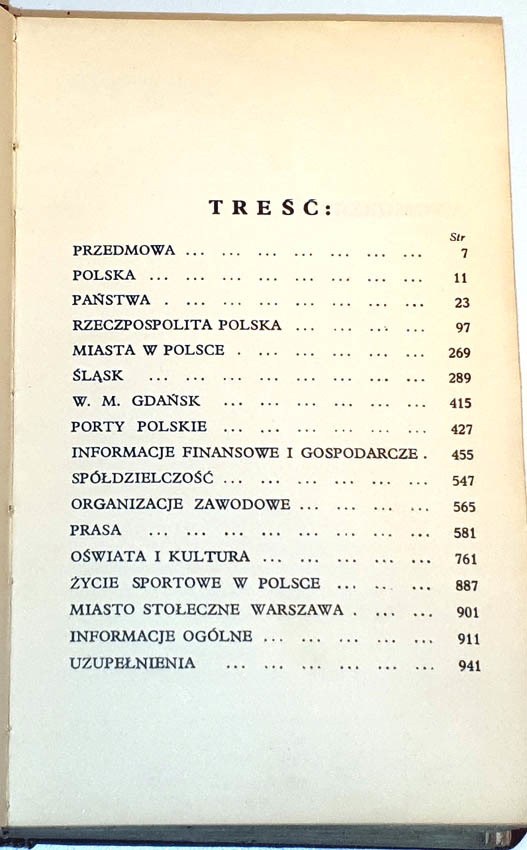 TREŚĆ:
Str
PRZEDMOWA ... ... ... ... ... ... ... 7
POLSKA ... ... ... ... ... ... ... ... 11
PAŃSTWA . ... ... ... ... ... ... ... 23
RZECZPOSPOLITA POLSKA ... ... ... ... 97
MIASTA W POLSCE . ... ... ... ... ... 269
ŚLĄSK ... ... ... ... ... ... ... ... 289
W. M. GDAŃSK ... ... ... ... ... ... 415
PORTY POLSKIE ... ... ... ... ... ... 427
INFORMACJE FINANSOWE I GOSPODARCZE . 455
SPÓŁDZIELCZOŚĆ ... ... ... ... ... ... 547
ORGANIZACJE ZAWODOWE ... ... ... ... 565
PRASA ... ... ... ... ... ... ... ... 581
OŚWIATA I KULTURA ... ... ... ... ... 761
ŻYCIE SPORTOWE W POLSCE ... ... ... 887
MIASTO STOŁECZNE WARSZAWA . ... ... 901
INFORMACJE OGÓLNE ... ... ... ... ... 911
UZUPEŁNIENIA ... ... ... ... ... ... 941